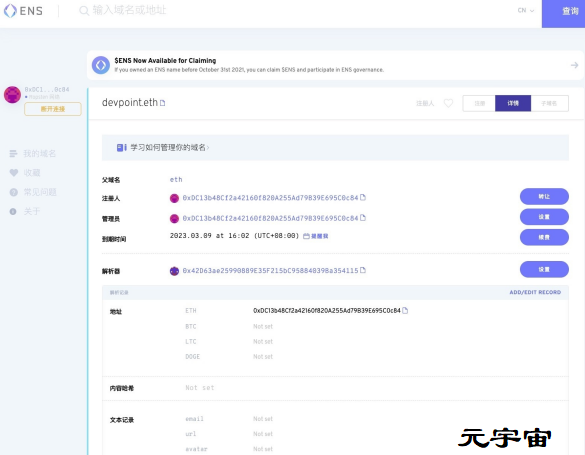 ENS
输入域名或地址
CN
查询
$ENS Now Available for Claiming
If you owned an ENS name before October 31st 2021, you can claim $ENS and participate in ENS governance.
0xDC1...0c84
断开连接
devpoint.eth
注册人
注册
详情
子域名
学习如何管理你的域名
我的域名
收藏
常见问题
关于
父域名 eth
注册人 0xDC13b48Cf2a42160f820A255Ad79B39E695C0c84 转让
管理员 0xDC13b48Cf2a42160f820A255Ad79B39E695C0c84 设置
到期时间 2023.03.09 at 16:02 (UTC+08:00) 提醒我 续费
解析器 0x42D63ae25990889E35F215bC95884039Ba354115 设置
解析记录 ADD/EDIT RECORD
地址 ETH 0xDC13b48Cf2a42160f820A255Ad79B39E695C0c84
BTC Not set
LTC Not set
DOGE Not set
内容哈希 Not set
文本记录 email Not set
url Not set
avatar Not set
元宇宙